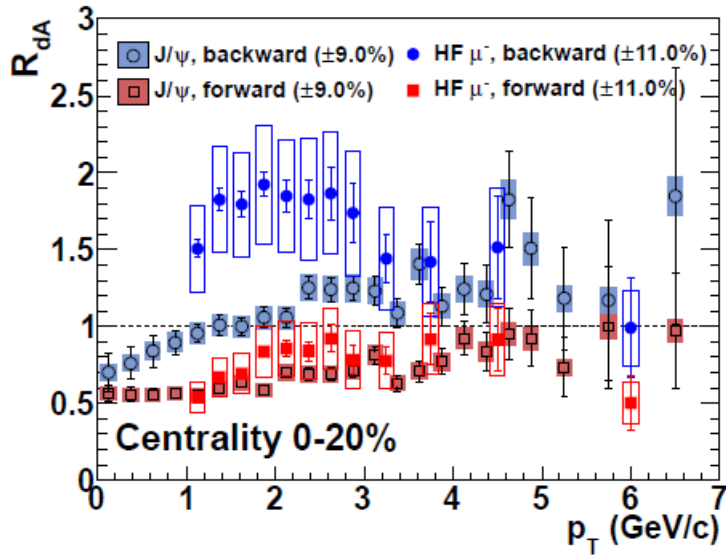 R_dA
3
2.5
2
1.5
1
0.5
0
J/ψ, backward (±9.0%)
HF μ⁻, backward (±11.0%)
J/ψ, forward (±9.0%)
HF μ⁻, forward (±11.0%)
Centrality 0-20%
0 1 2 3 4 5 6 7
p_T (GeV/c)